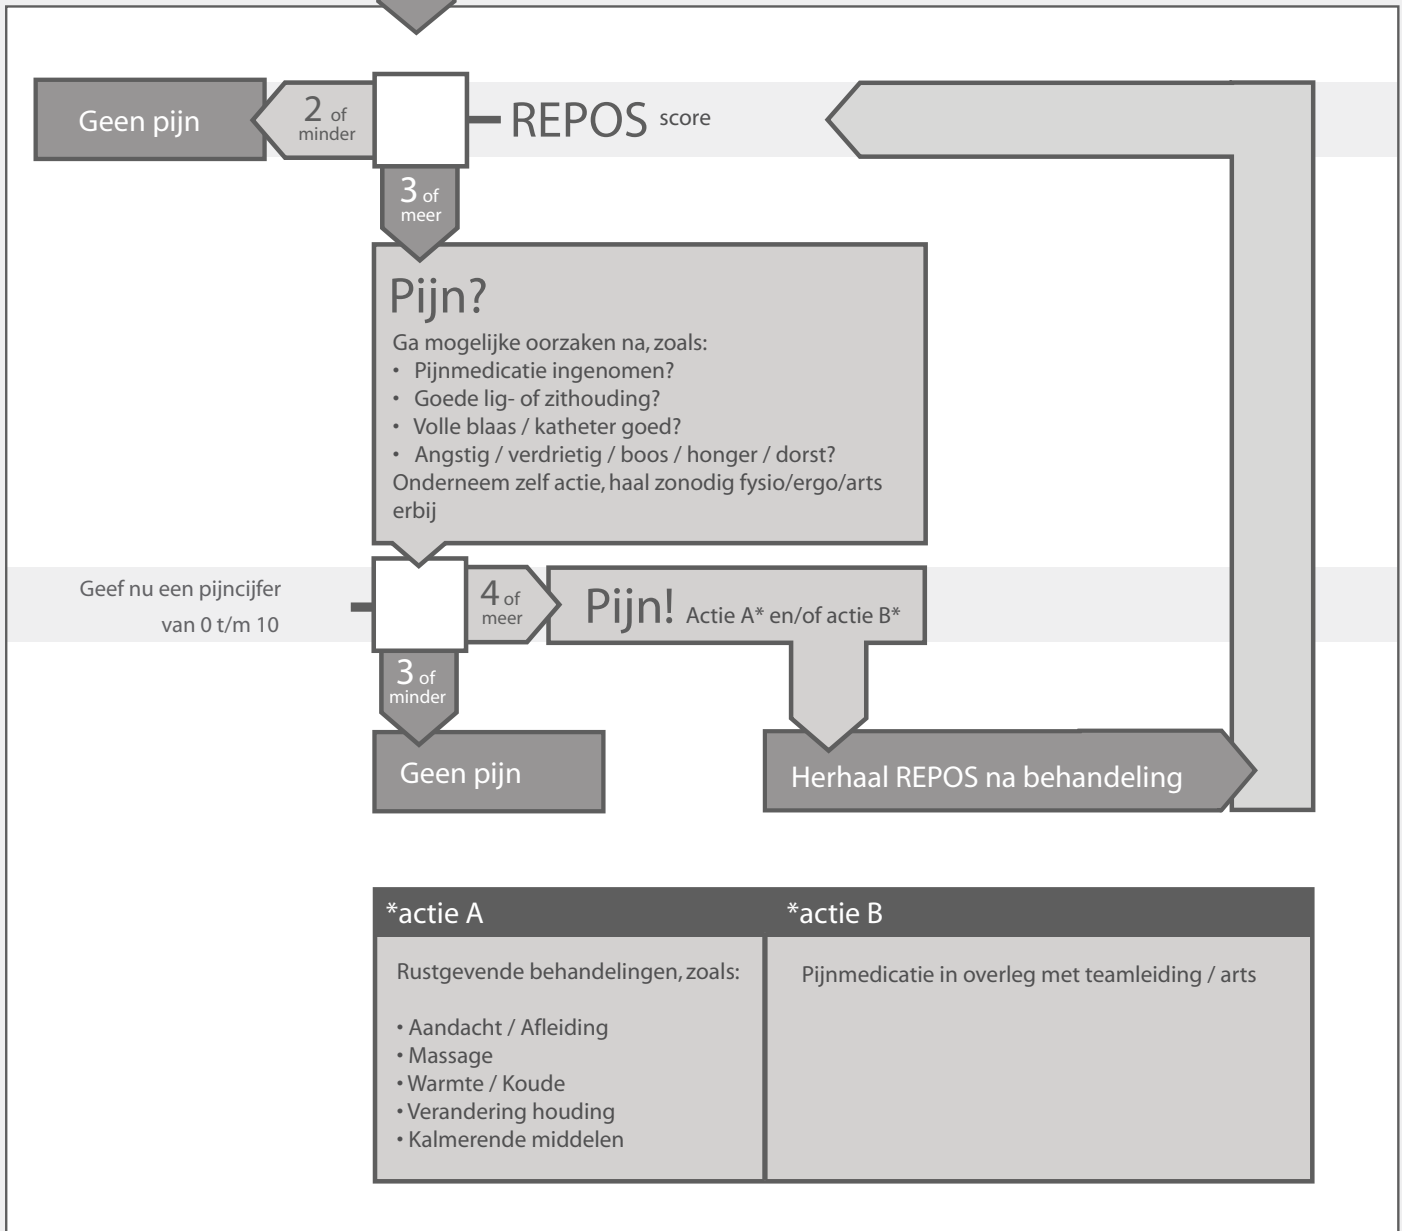 Geen pijn
2 of
minder
REPOS score
3 of
meer
Pijn?
Ga mogelijke oorzaken na, zoals:
• Pijnmedicatie ingenomen?
• Goede lig- of zithouding?
• Volle blaas / katheter goed?
• Angstig / verdrietig / boos / honger / dorst?
Onderneem zelf actie, haal zonodig fysio/ergo/arts
erbij
Geef nu een pijncijfer
van 0 t/m 10
4 of
meer
Pijn! Actie A* en/of actie B*
3 of
minder
Geen pijn
Herhaal REPOS na behandeling
*actie A
Rustgevende behandelingen, zoals:
• Aandacht / Afleiding
• Massage
• Warmte / Koude
• Verandering houding
• Kalmerende middelen
*actie B
Pijnmedicatie in overleg met teamleiding / arts